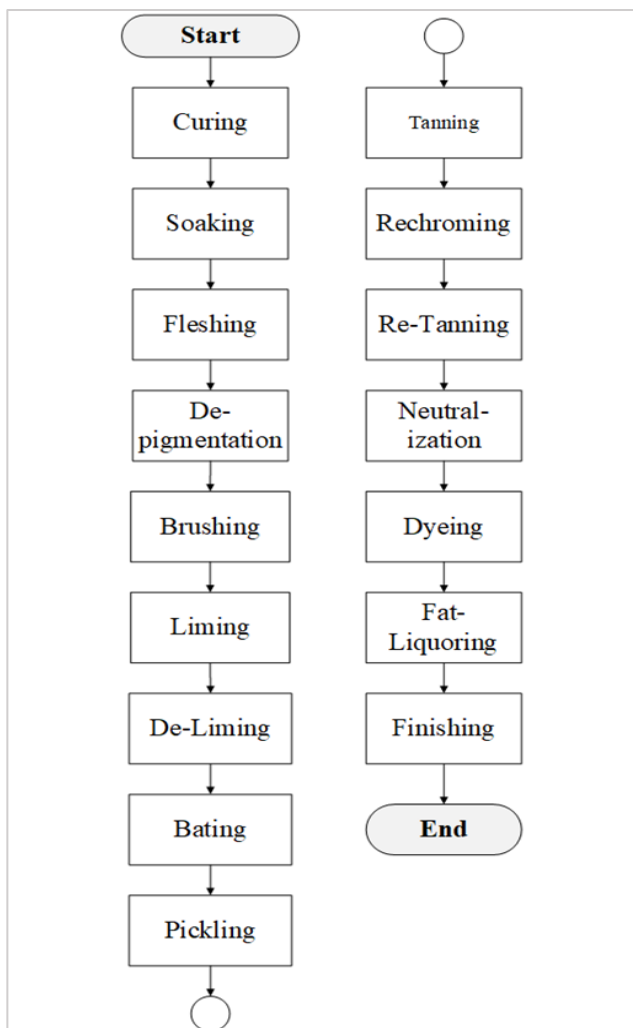 Start
Curing
Soaking
Fleshing
De-
pigmentation
Brushing
Liming
De-Liming
Bating
Pickling
Tanning
Rechroming
Re-Tanning
Neutral-
ization
Dyeing
Fat-
Liquoring
Finishing
End